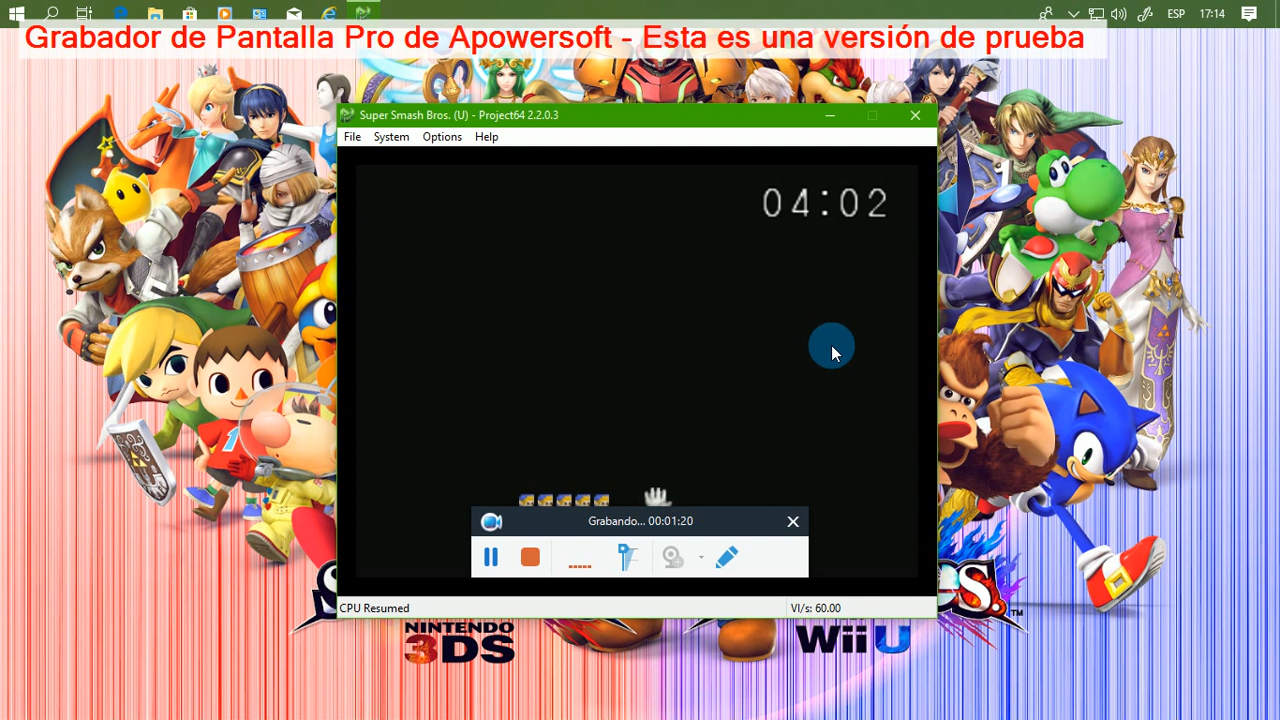 ESP 17:14
Grabador de Pantalla Pro de Apowersoft - Esta es una versión de prueba
Super Smash Bros. (U) - Project64 2.2.0.3
File System Options Help
04:02
Grabando... 00:01:20
CPU Resumed VI/s: 60.00
NINTENDO
3DS
Wii U
TM